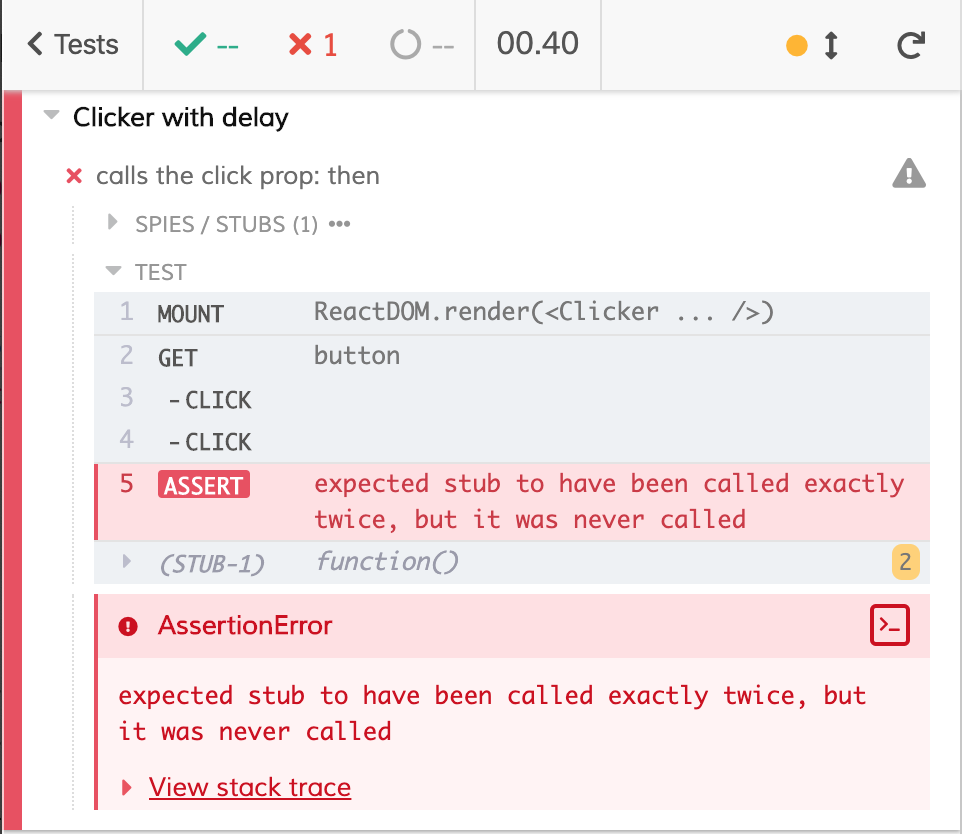 Tests -- 1 -- 00.40
Clicker with delay
calls the click prop: then
SPIES / STUBS (1) •••
TEST
1 MOUNT ReactDOM.render(<Clicker ... />)
2 GET button
3 -CLICK
4 -CLICK
5 ASSERT expected stub to have been called exactly
twice, but it was never called
(STUB-1) function() 2
AssertionError >_
expected stub to have been called exactly twice, but
it was never called
View stack trace